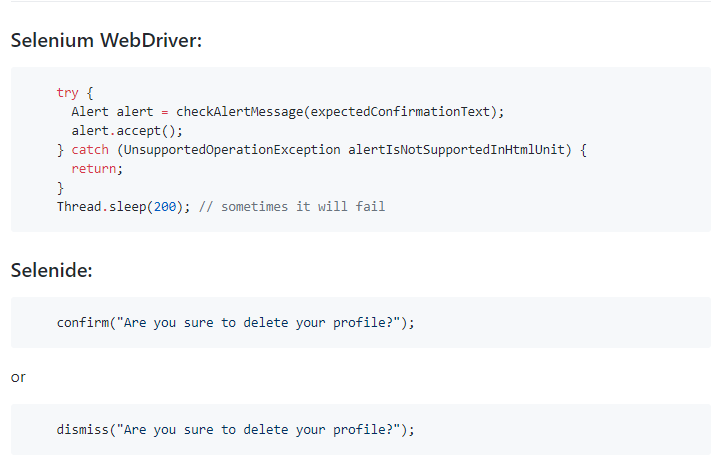 Selenium WebDriver:
try {
  Alert alert = checkAlertMessage(expectedConfirmationText);
  alert.accept();
} catch (UnsupportedOperationException alertIsNotSupportedInHtmlUnit) {
  return;
}
Thread.sleep(200); // sometimes it will fail
Selenide:
confirm("Are you sure to delete your profile?");
or
dismiss("Are you sure to delete your profile?");